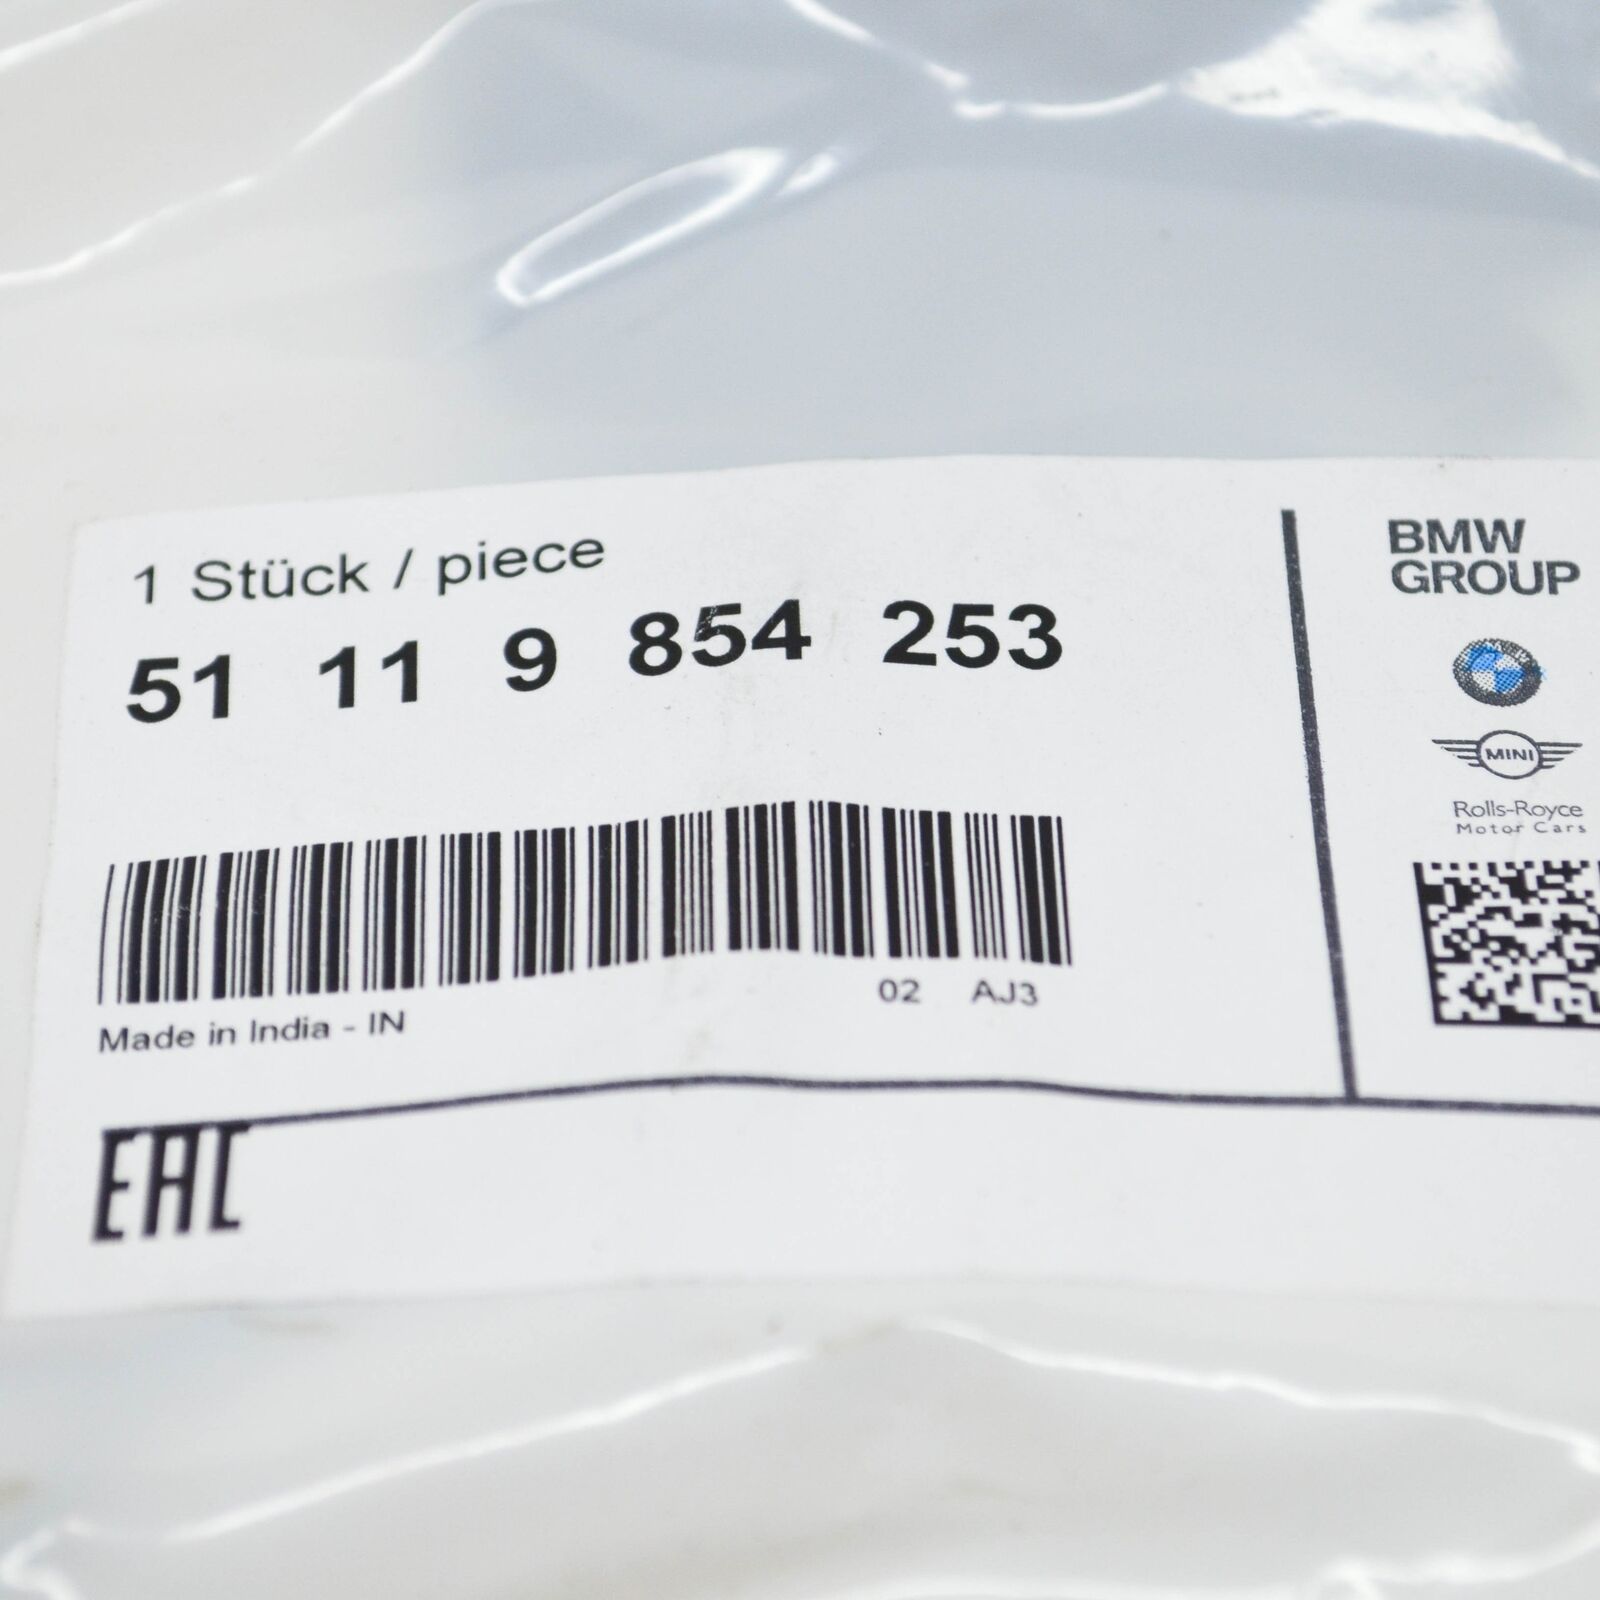 1 Stück / piece
51 11 9 854 253
02 AJ3
Made in India - IN
EAC
BMW
GROUP
MINI
Rolls-Royce
Motor Cars